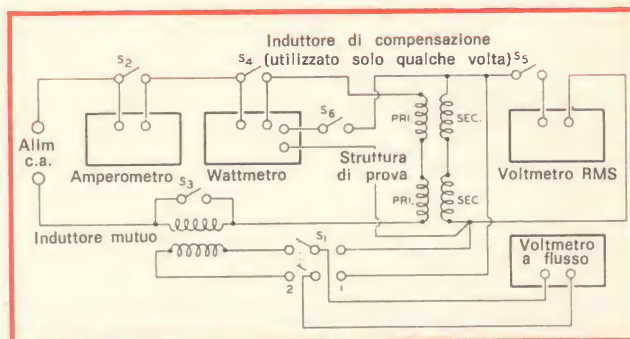 Induttore di compensazione
S2
S4 (utilizzato solo qualche volta) S5
S6
PRI
SEC.
Alim
c.a.
Amperometro
Wattmetro
Struttura
di prova
Voltmetro RMS
S3
PRI.
SEC
Induttore mutuo
S1
Voltmetro
a flusso
2
1